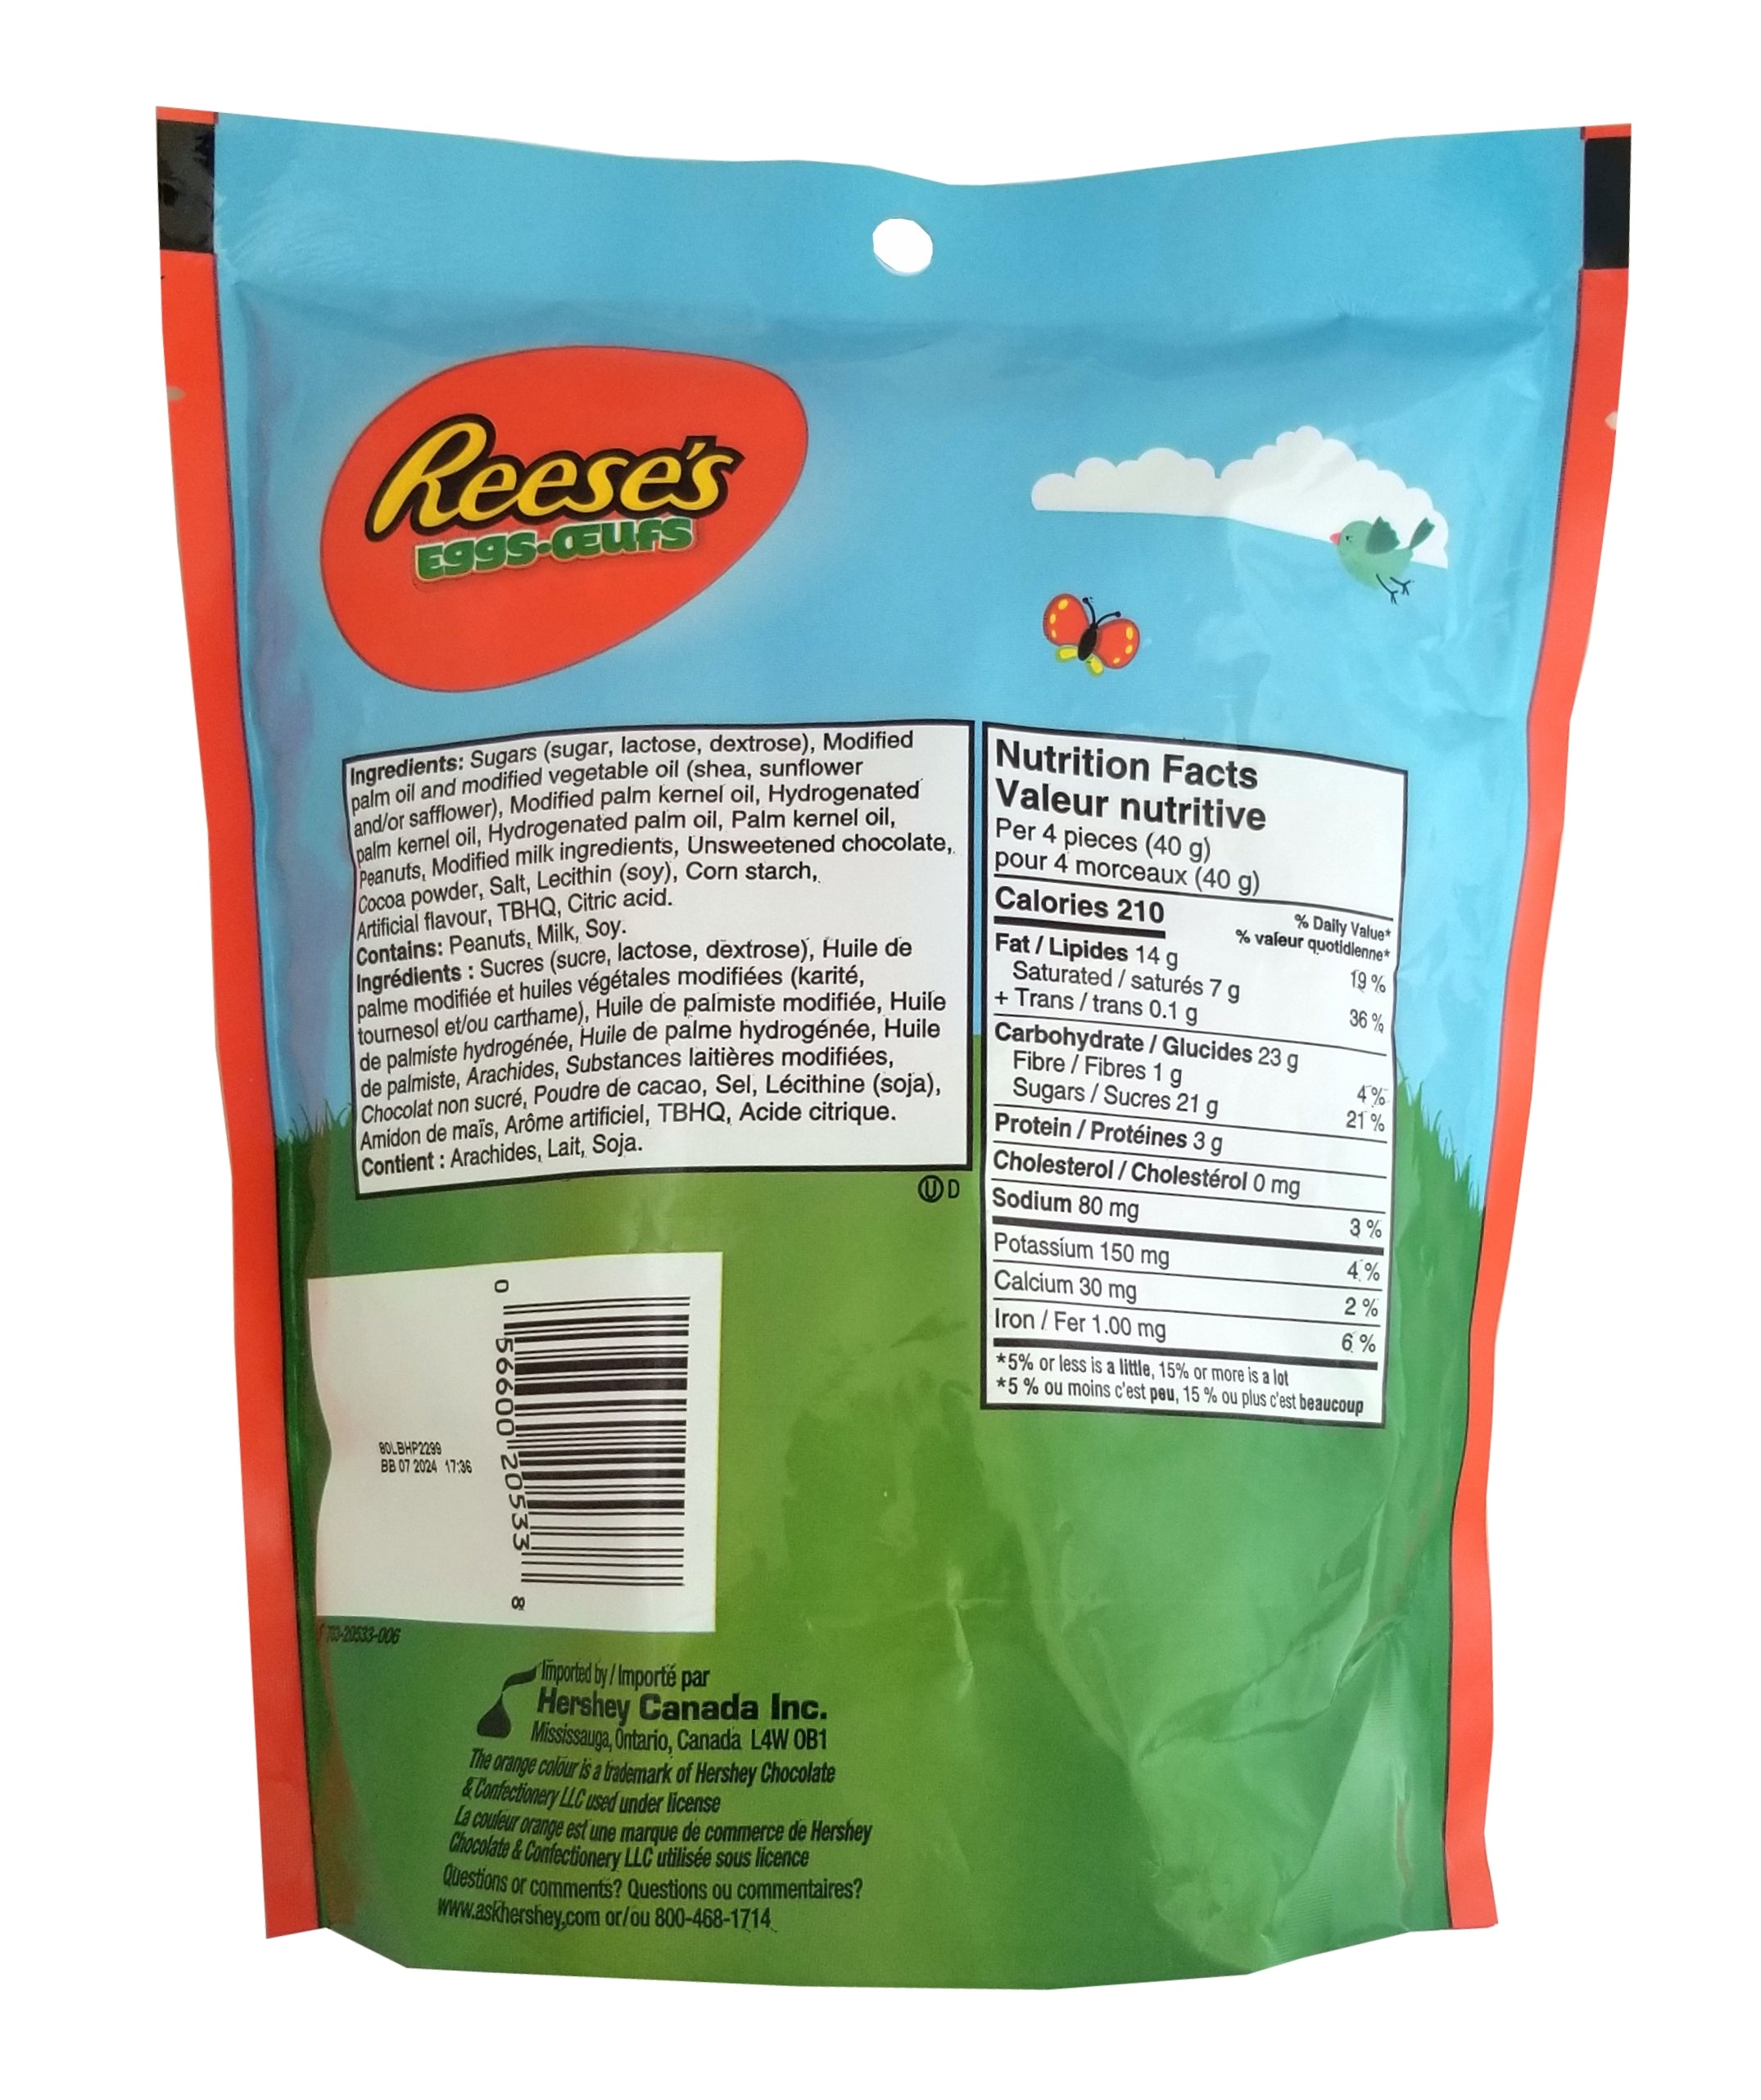 Reese's
Eggs-Œufs
Ingredients: Sugars (sugar, lactose, dextrose), Modified
palm oil and modified vegetable oil (shea, sunflower
and/or safflower), Modified palm kernel oil, Hydrogenated
palm kernel oil, Hydrogenated palm oil, Palm kernel oil,
Peanuts, Modified milk ingredients, Unsweetened chocolate,
Cocoa powder, Salt, Lecithin (soy), Corn starch,
Artificial flavour, TBHQ, Citric acid.
Contains: Peanuts, Milk, Soy.
Ingrédients : Sucres (sucre, lactose, dextrose), Huile de
palme modifiée et huiles végétales modifiées (karité,
tournesol et/ou carthame), Huile de palmiste modifiée, Huile
de palmiste hydrogénée, Huile de palme hydrogénée, Huile
de palmiste, Arachides, Substances laitières modifiées,
Chocolat non sucré, Poudre de cacao, Sel, Lécithine (soja),
Amidon de maïs, Arôme artificiel, TBHQ, Acide citrique.
Contient : Arachides, Lait, Soja.
U D
Nutrition Facts
Valeur nutritive
Per 4 pieces (40 g)
pour 4 morceaux (40 g)
Calories 210
% Daily Value*
% valeur quotidienne*
Fat / Lipides 14 g 19 %
Saturated / saturés 7 g
+ Trans / trans 0.1 g 36 %
Carbohydrate / Glucides 23 g
Fibre / Fibres 1 g 4 %
Sugars / Sucres 21 g 21 %
Protein / Protéines 3 g
Cholesterol / Cholestérol 0 mg
Sodium 80 mg 3 %
Potassium 150 mg 4 %
Calcium 30 mg 2 %
Iron / Fer 1.00 mg 6 %
*5% or less is a little, 15% or more is a lot
*5 % ou moins c'est peu, 15 % ou plus c'est beaucoup
0 56600 20533 8
80LBHP2299
BB 07 2024 17:36
703-20533-006
Imported by / Importé par
Hershey Canada Inc.
Mississauga, Ontario, Canada L4W 0B1
The orange colour is a trademark of Hershey Chocolate
& Confectionery LLC used under license
La couleur orange est une marque de commerce de Hershey
Chocolate & Confectionery LLC utilisée sous licence
Questions or comments? Questions ou commentaires?
www.askhershey.com or/ou 800-468-1714